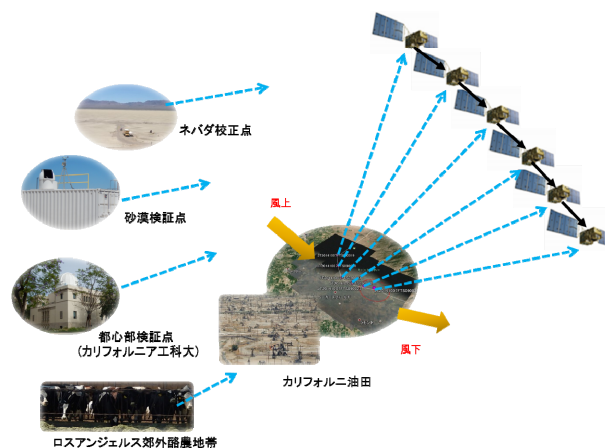 ネバダ校正点
砂漠検証点
風上
都心部検証点
(カリフォルニア工科大)
風下
カリフォルニ油田
ロスアンジェルス郊外酪農地帯